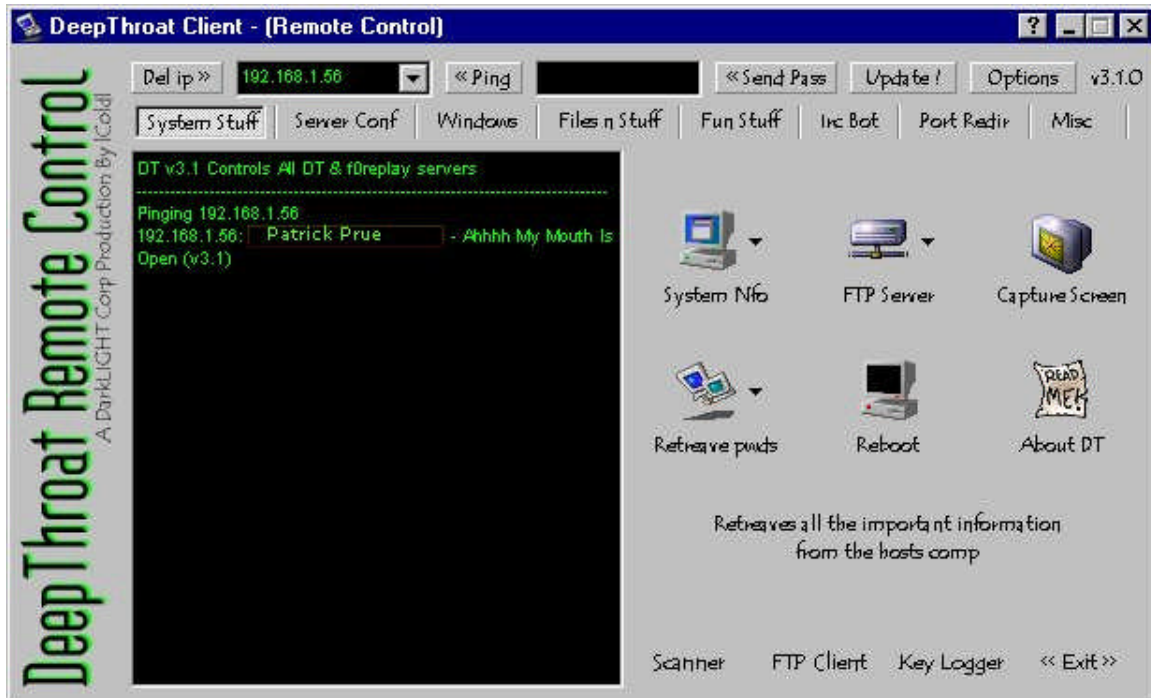 DeepThroat Client - (Remote Control)
Del ip »
192.168.1.56
« Ping
« Send Pass
Update !
Options
v3.1.0
System Stuff
Server Conf
Windows
Files n Stuff
Fun Stuff
Irc Bot
Port Redir
Misc
DeepThroat Remote Control
A DarkLIGHT Corp Production By |Cold|
DT v3.1 Controls All DT & f0replay servers
Pinging 192.168.1.56
192.168.1.56: Patrick Prue - Ahhhh My Mouth Is
Open (v3.1)
System Nfo
FTP Server
Capture Screen
Retreave pwds
Reboot
READ ME!
About DT
Retreaves all the important information
from the hosts comp
Scanner
FTP Client
Key Logger
« Exit »